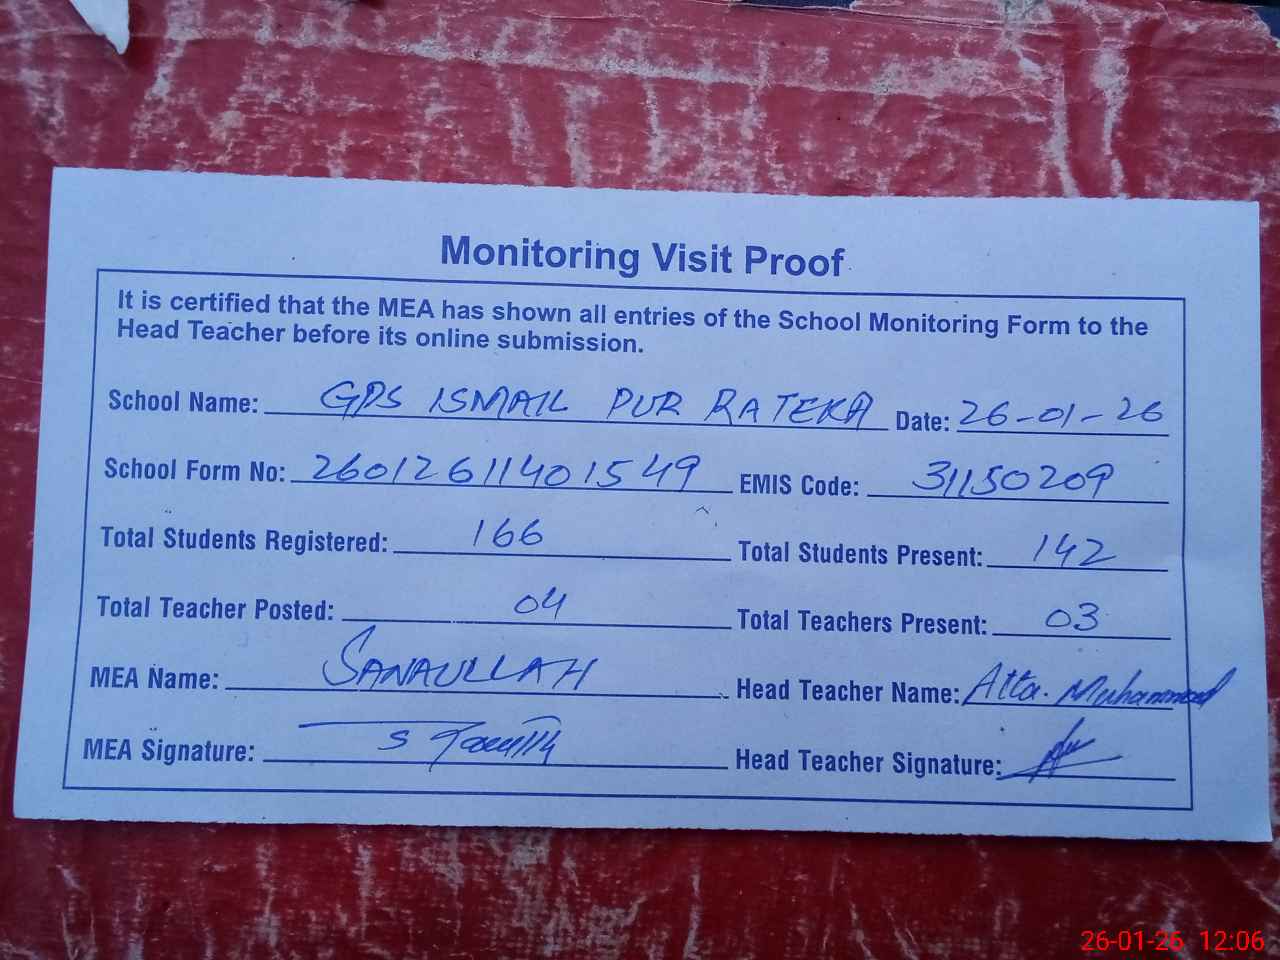 Monitoring Visit Proof
It is certified that the MEA has shown all entries of the School Monitoring Form to the
Head Teacher before its online submission.
School Name: GPS ISMAIL PUR RATEKA Date: 26-01-26
School Form No: 26012611401549 EMIS Code: 31150209
Total Students Registered: 166 Total Students Present: 142
Total Teacher Posted: 04 Total Teachers Present: 03
MEA Name: SANAULLAH Head Teacher Name: Atta. Muhammad
MEA Signature: Head Teacher Signature:
26-01-26 12:06